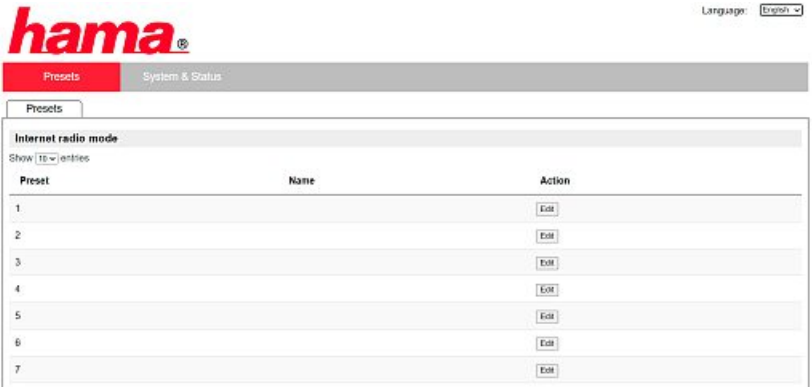 Language: English
hama®
Presets System & Status
Presets
Internet radio mode
Show 10 entries
Preset Name Action
1 Edit
2 Edit
3 Edit
4 Edit
5 Edit
6 Edit
7 Edit